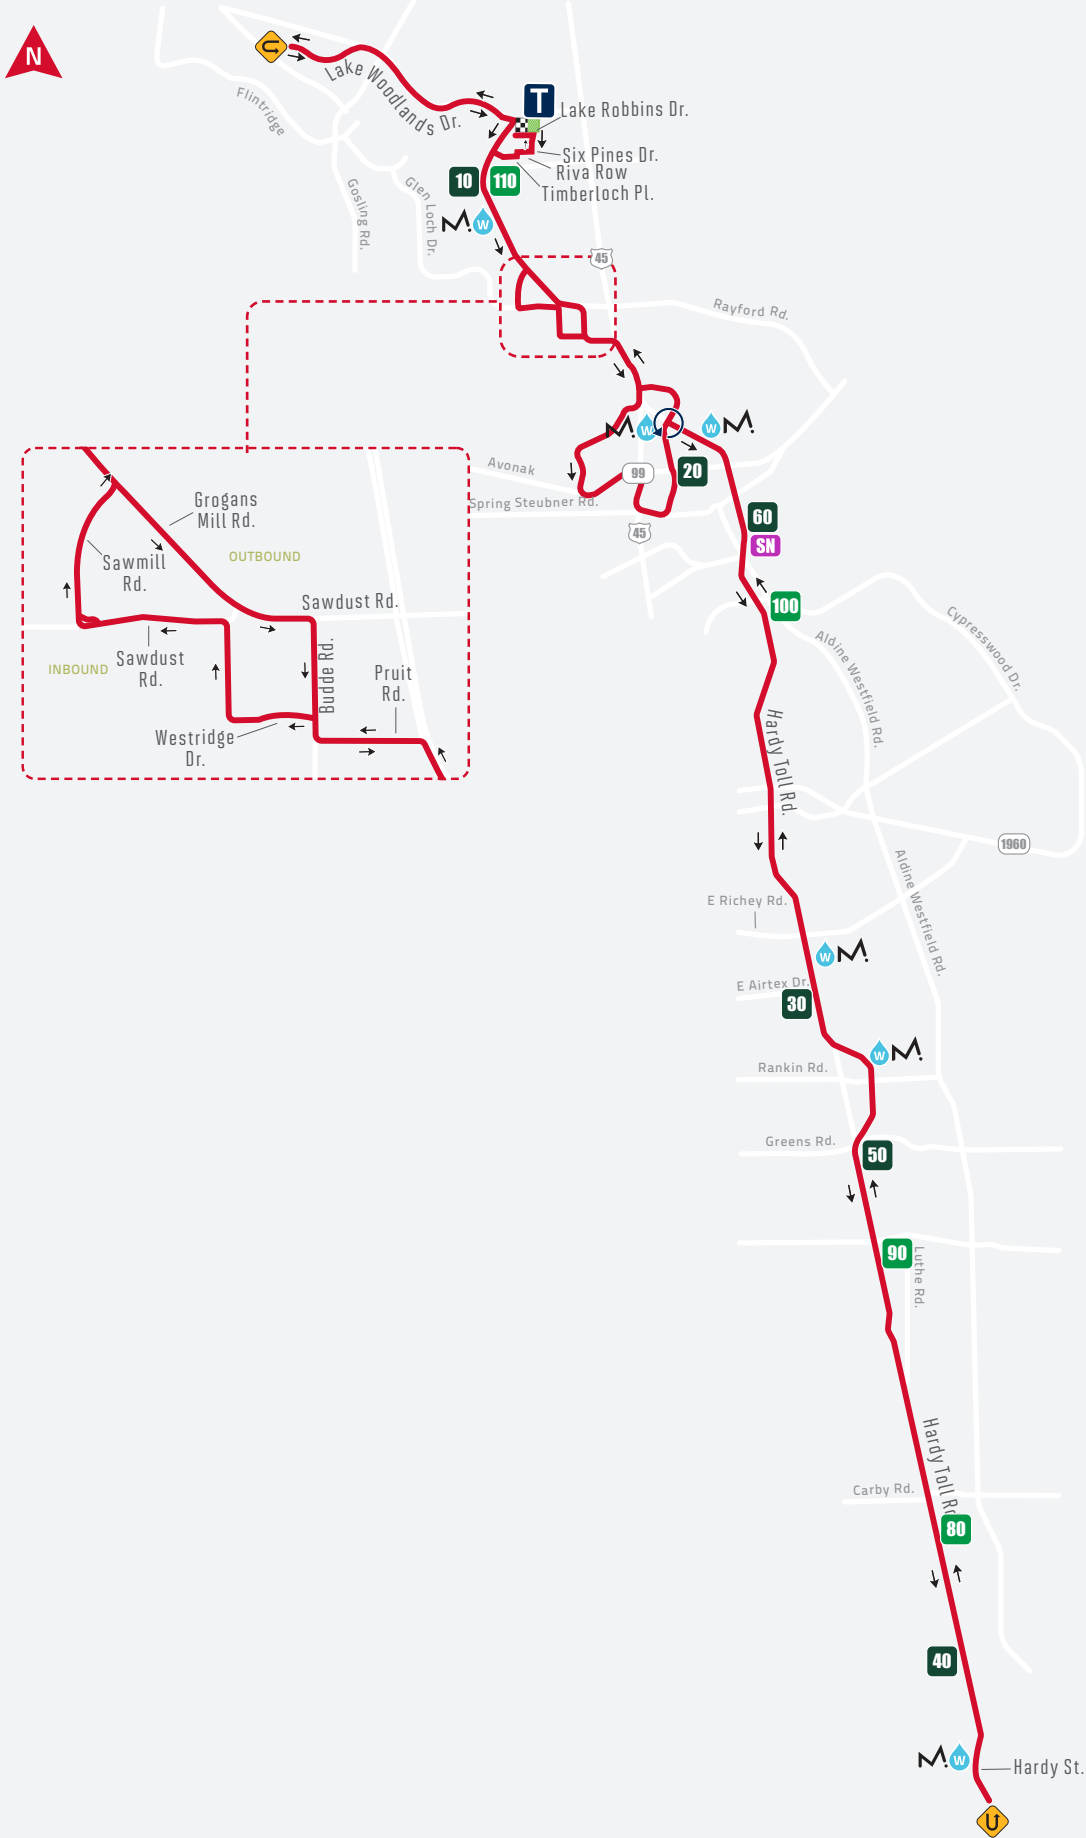 N
Lake Woodlands Dr.
T
Lake Robbins Dr.
Flintridge
Six Pines Dr.
Riva Row
Timberloch Pl.
10
110
Gosling Rd.
Glen Loch Dr.
M.
W
45
Rayford Rd.
M.
W
W
M.
Avonak
99
20
Spring Steubner Rd.
45
60
SN
100
Grogans
Mill Rd.
OUTBOUND
Sawmill
Rd.
Sawdust Rd.
INBOUND
Sawdust
Rd.
Budde Rd.
Pruit
Rd.
Westridge
Dr.
Cypresswood Dr.
Aldine Westfield Rd.
Hardy Toll Rd.
1960
Aldine Westfield Rd.
E Richey Rd.
W
M.
E Airtex Dr.
30
W
M.
Rankin Rd.
Greens Rd.
50
90
Luthe Rd.
Hardy Toll Rd
Carby Rd.
80
40
M.
W
Hardy St.